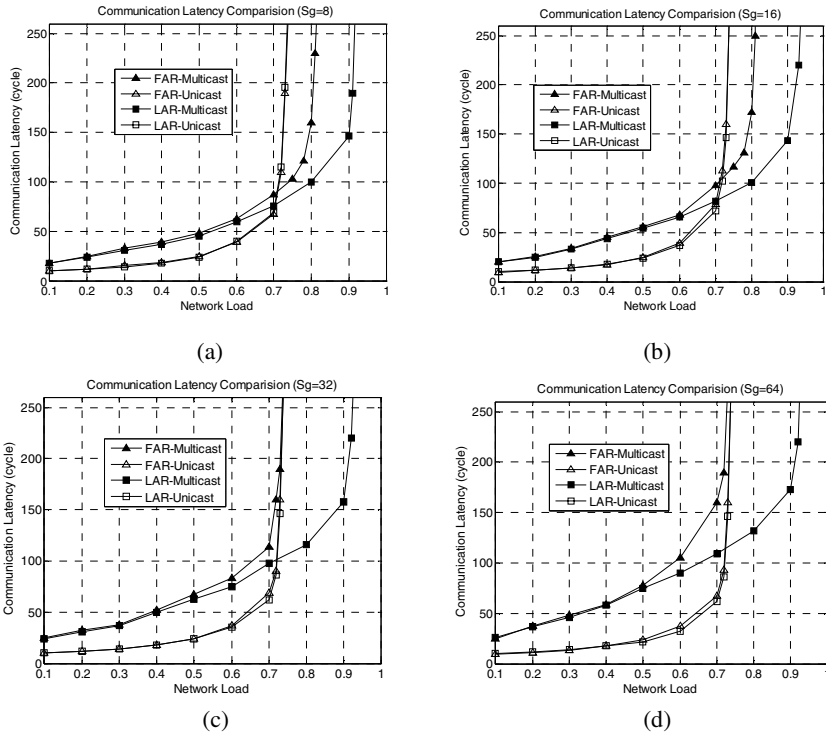 Communication Latency Comparision (Sg=8)
Communication Latency (cycle)
250
200
150
100
50
0
FAR-Multicast
FAR-Unicast
LAR-Multicast
LAR-Unicast
0.1 0.2 0.3 0.4 0.5 0.6 0.7 0.8 0.9 1
Network Load
(a)
Communication Latency Comparision (Sg=16)
Communication Latency (cycle)
250
200
150
100
50
0
FAR-Multicast
FAR-Unicast
LAR-Multicast
LAR-Unicast
0.1 0.2 0.3 0.4 0.5 0.6 0.7 0.8 0.9 1
Network Load
(b)
Communication Latency Comparision (Sg=32)
Communication Latency (cycle)
250
200
150
100
50
0
FAR-Multicast
FAR-Unicast
LAR-Multicast
LAR-Unicast
0.1 0.2 0.3 0.4 0.5 0.6 0.7 0.8 0.9 1
Network Load
(c)
Communication Latency Comparision (Sg=64)
Communication Latency (cycle)
250
200
150
100
50
0
FAR-Multicast
FAR-Unicast
LAR-Multicast
LAR-Unicast
0.1 0.2 0.3 0.4 0.5 0.6 0.7 0.8 0.9 1
Network Load
(d)